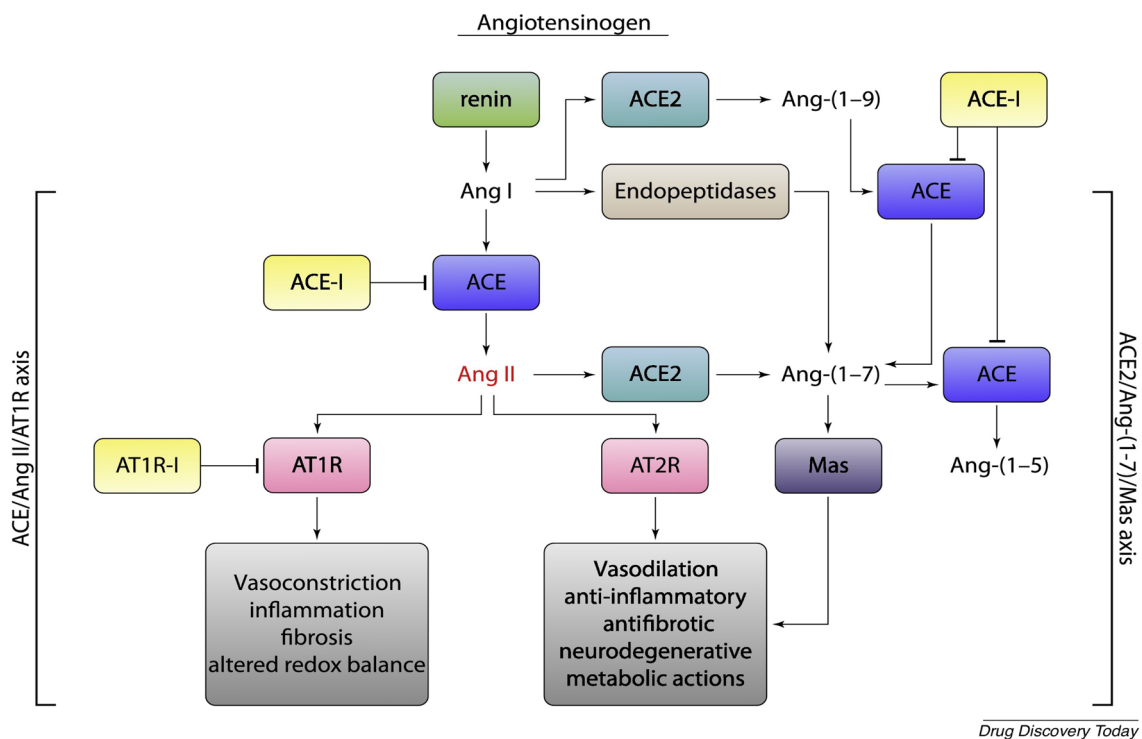 Angiotensinogen
renin
ACE2
Ang-(1–9)
ACE-I
Ang I
Endopeptidases
ACE
ACE-I
ACE
Ang II
ACE2
Ang-(1–7)
ACE
AT1R-I
AT1R
AT2R
Mas
Ang-(1–5)
Vasoconstriction
inflammation
fibrosis
altered redox balance
Vasodilation
anti-inflammatory
antifibrotic
neurodegenerative
metabolic actions
ACE/Ang II/AT1R axis
ACE2/Ang-(1-7)/Mas axis
Drug Discovery Today